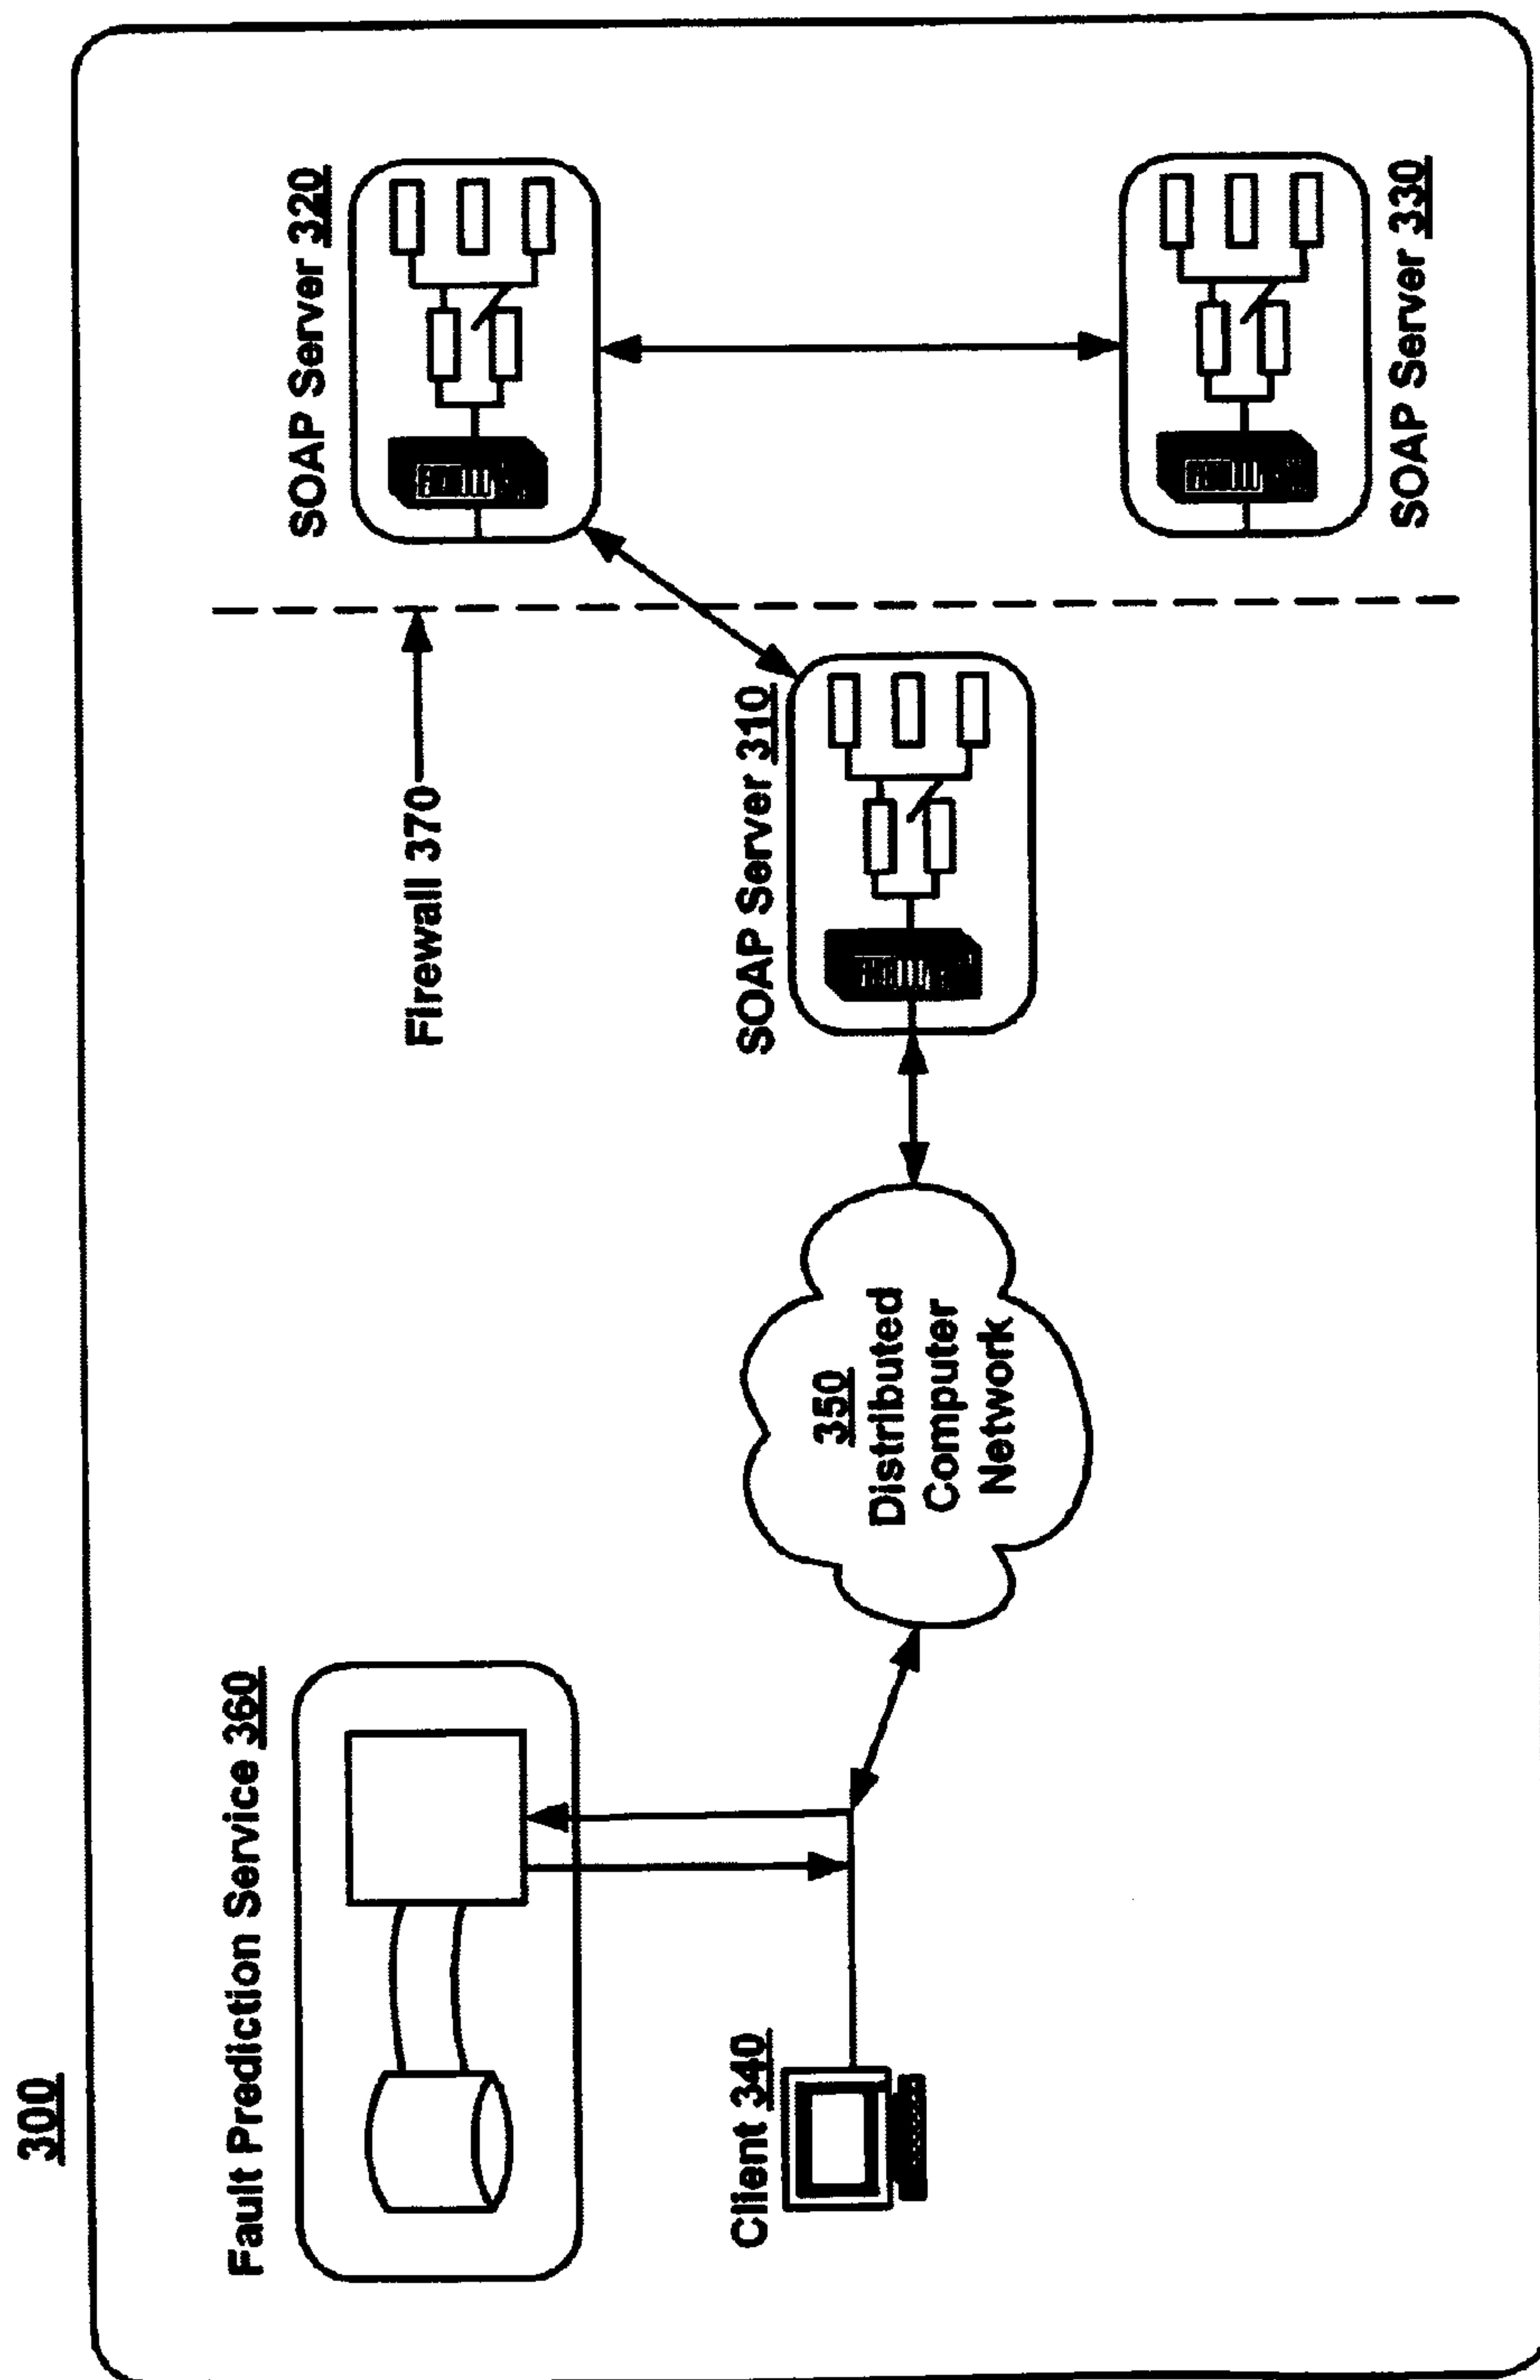 300
Fault Prediction Service 360
Client 340
350
Distributed
Computer
Network
Firewall 370
SOAP Server 310
SOAP Server 320
SOAP Server 330